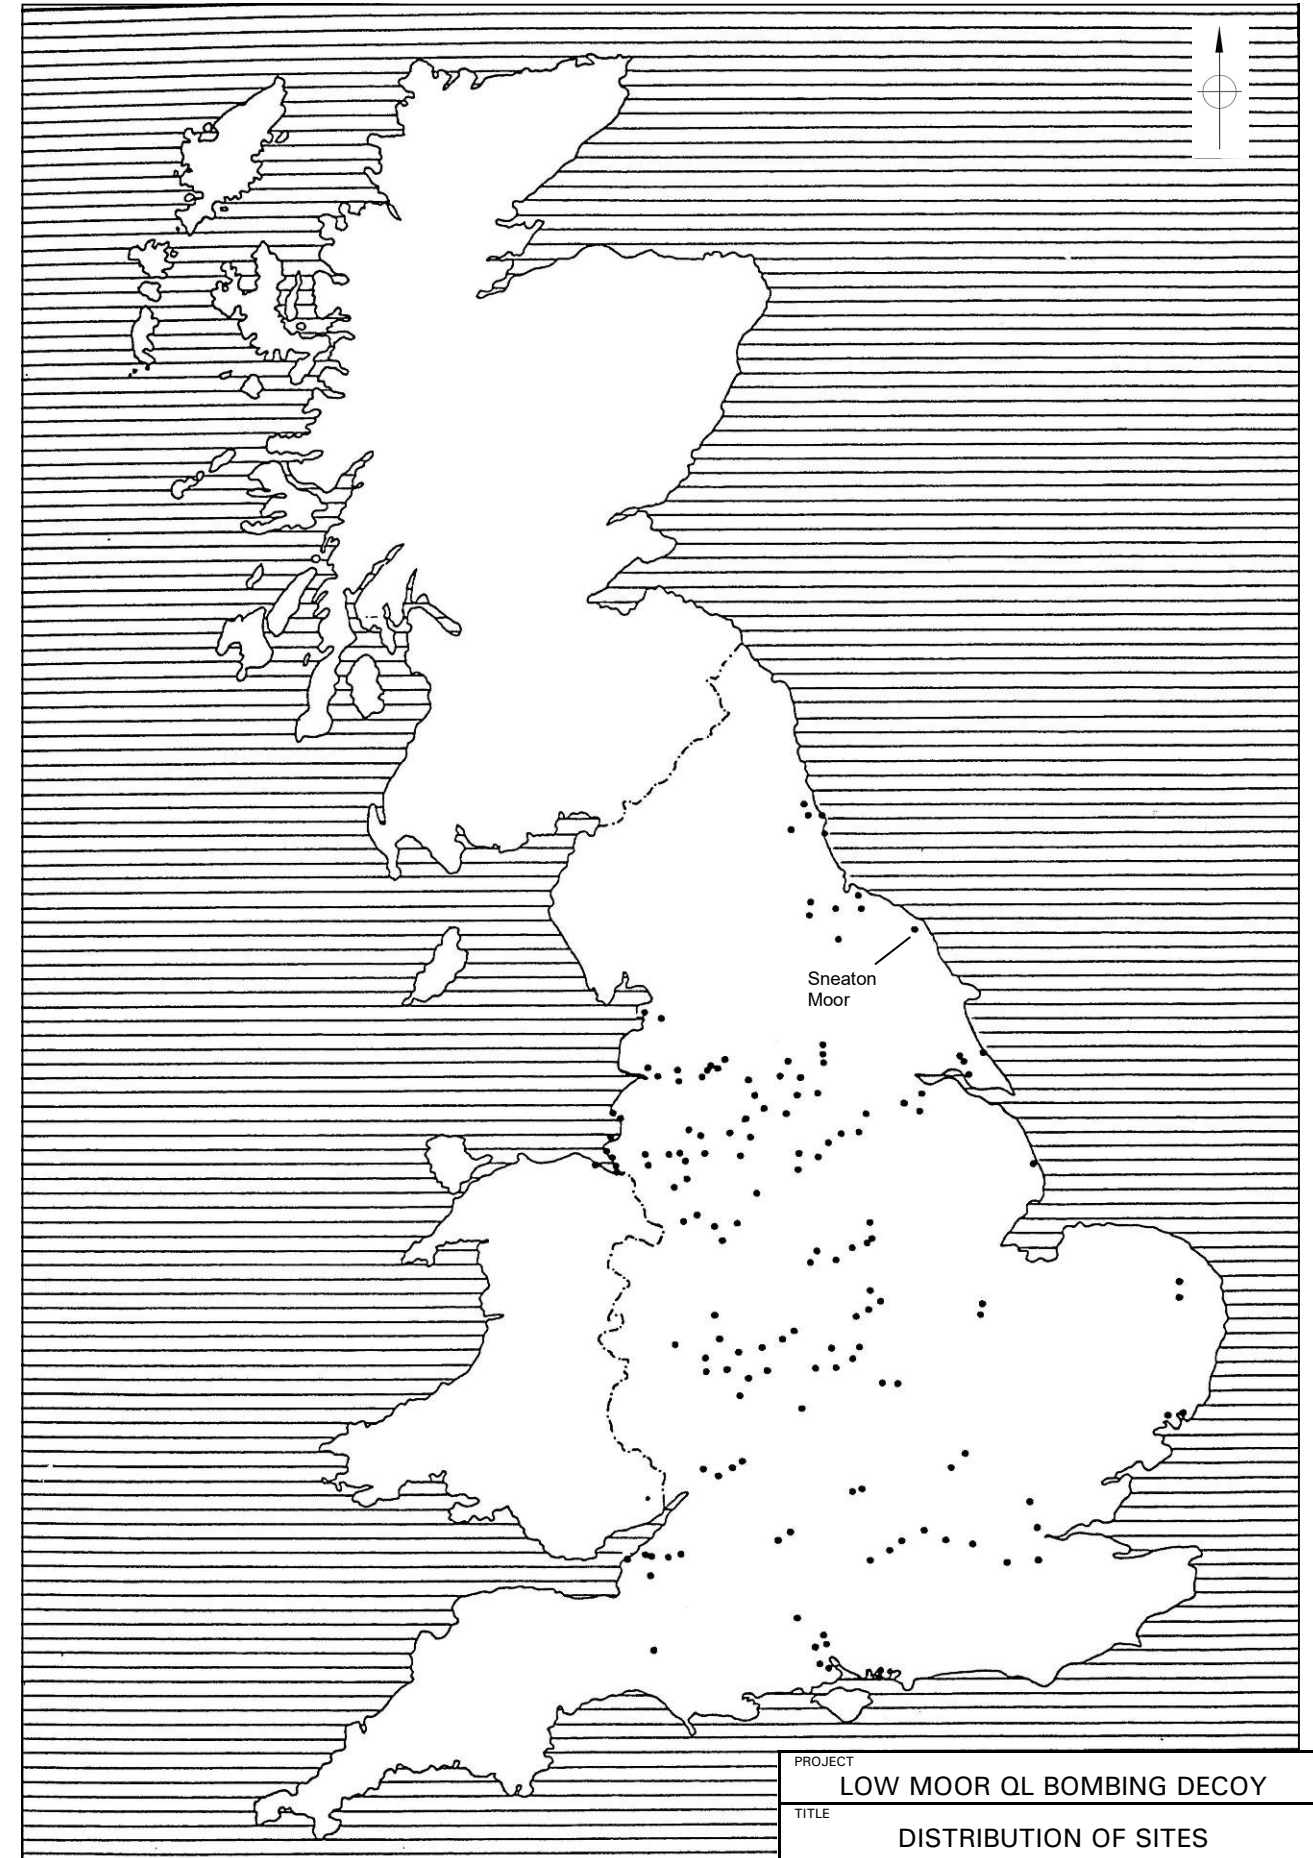 Sneaton
Moor
PROJECT
LOW MOOR QL BOMBING DECOY
TITLE
DISTRIBUTION OF SITES